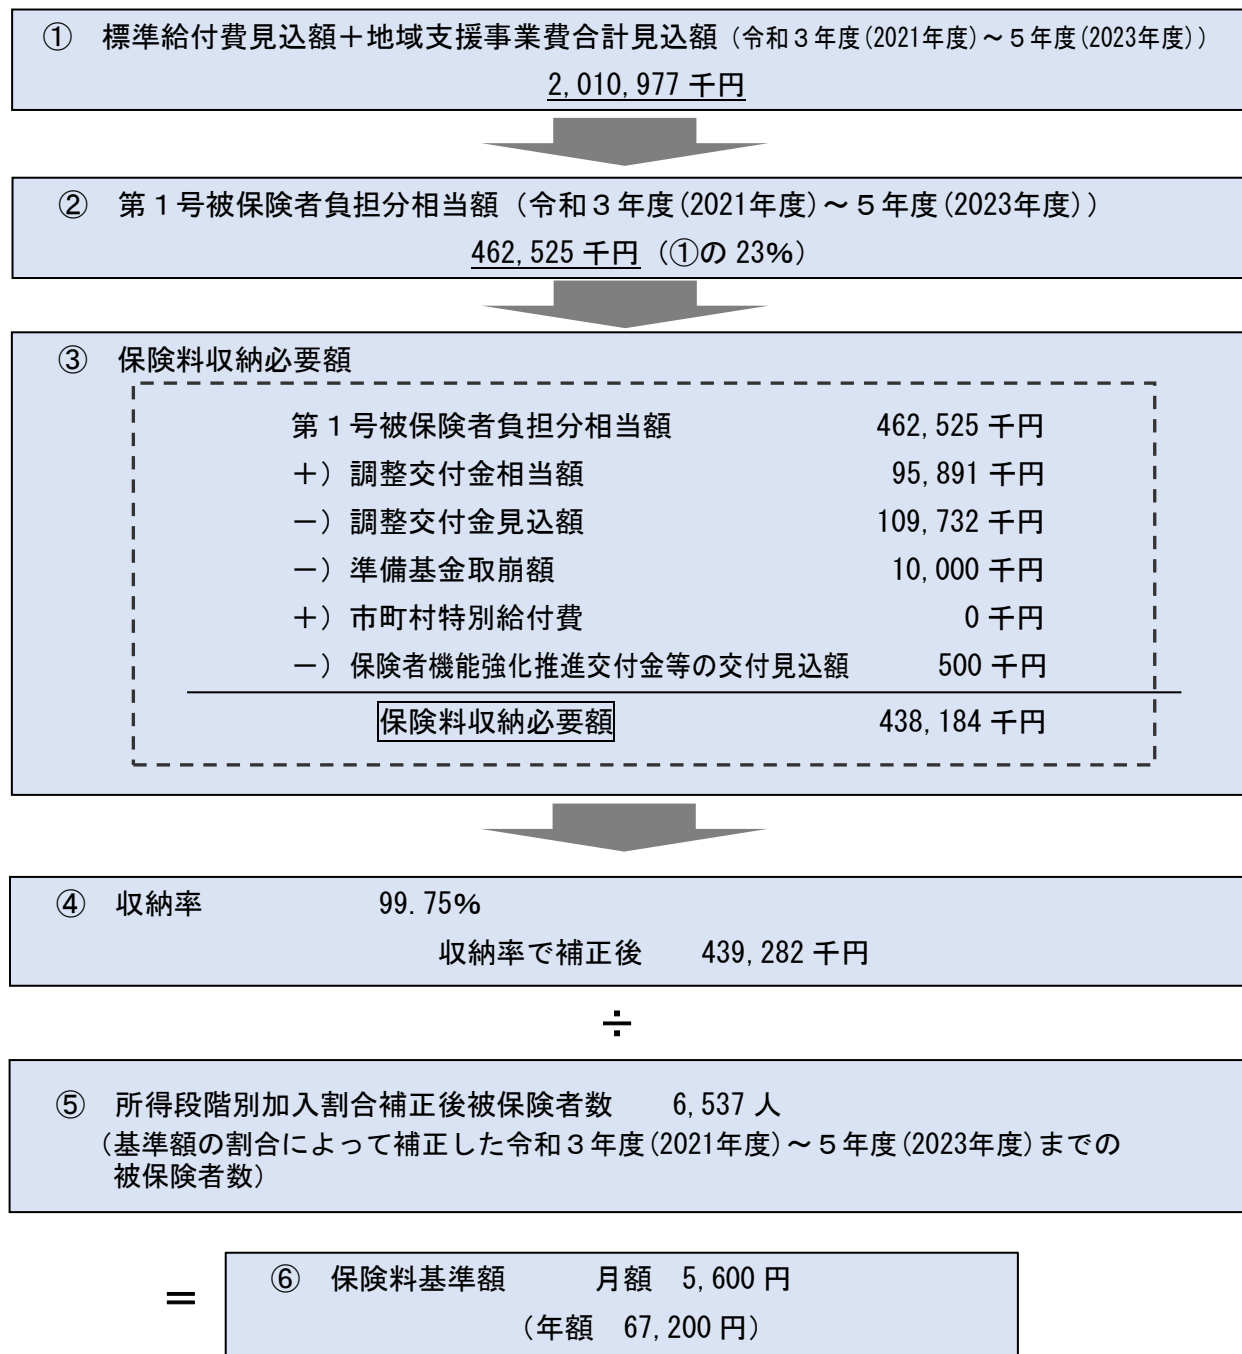 ① 標準給付費見込額＋地域支援事業費合計見込額（令和３年度(2021年度)～５年度(2023年度)）
2,010,977 千円
② 第１号被保険者負担分相当額（令和３年度(2021年度)～５年度(2023年度)）
462,525 千円（①の 23％）
③ 保険料収納必要額
第１号被保険者負担分相当額 462,525 千円
＋）調整交付金相当額 95,891 千円
－）調整交付金見込額 109,732 千円
－）準備基金取崩額 10,000 千円
＋）市町村特別給付費 0 千円
－）保険者機能強化推進交付金等の交付見込額 500 千円
保険料収納必要額 438,184 千円
④ 収納率 99.75％
収納率で補正後 439,282 千円
÷
⑤ 所得段階別加入割合補正後被保険者数 6,537 人
（基準額の割合によって補正した令和３年度(2021年度)～５年度(2023年度)までの
被保険者数）
＝ ⑥ 保険料基準額 月額 5,600 円
（年額 67,200 円）